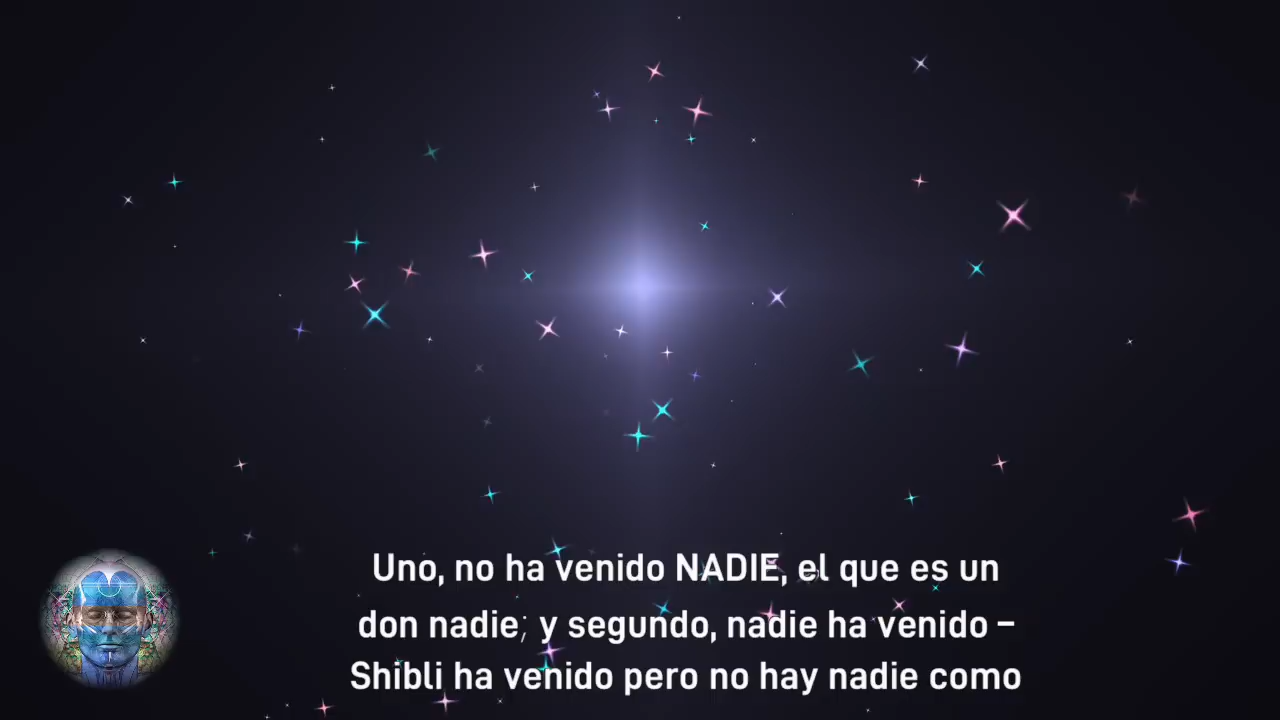 Uno, no ha venido NADIE, el que es un
don nadie; y segundo, nadie ha venido –
Shibli ha venido pero no hay nadie como